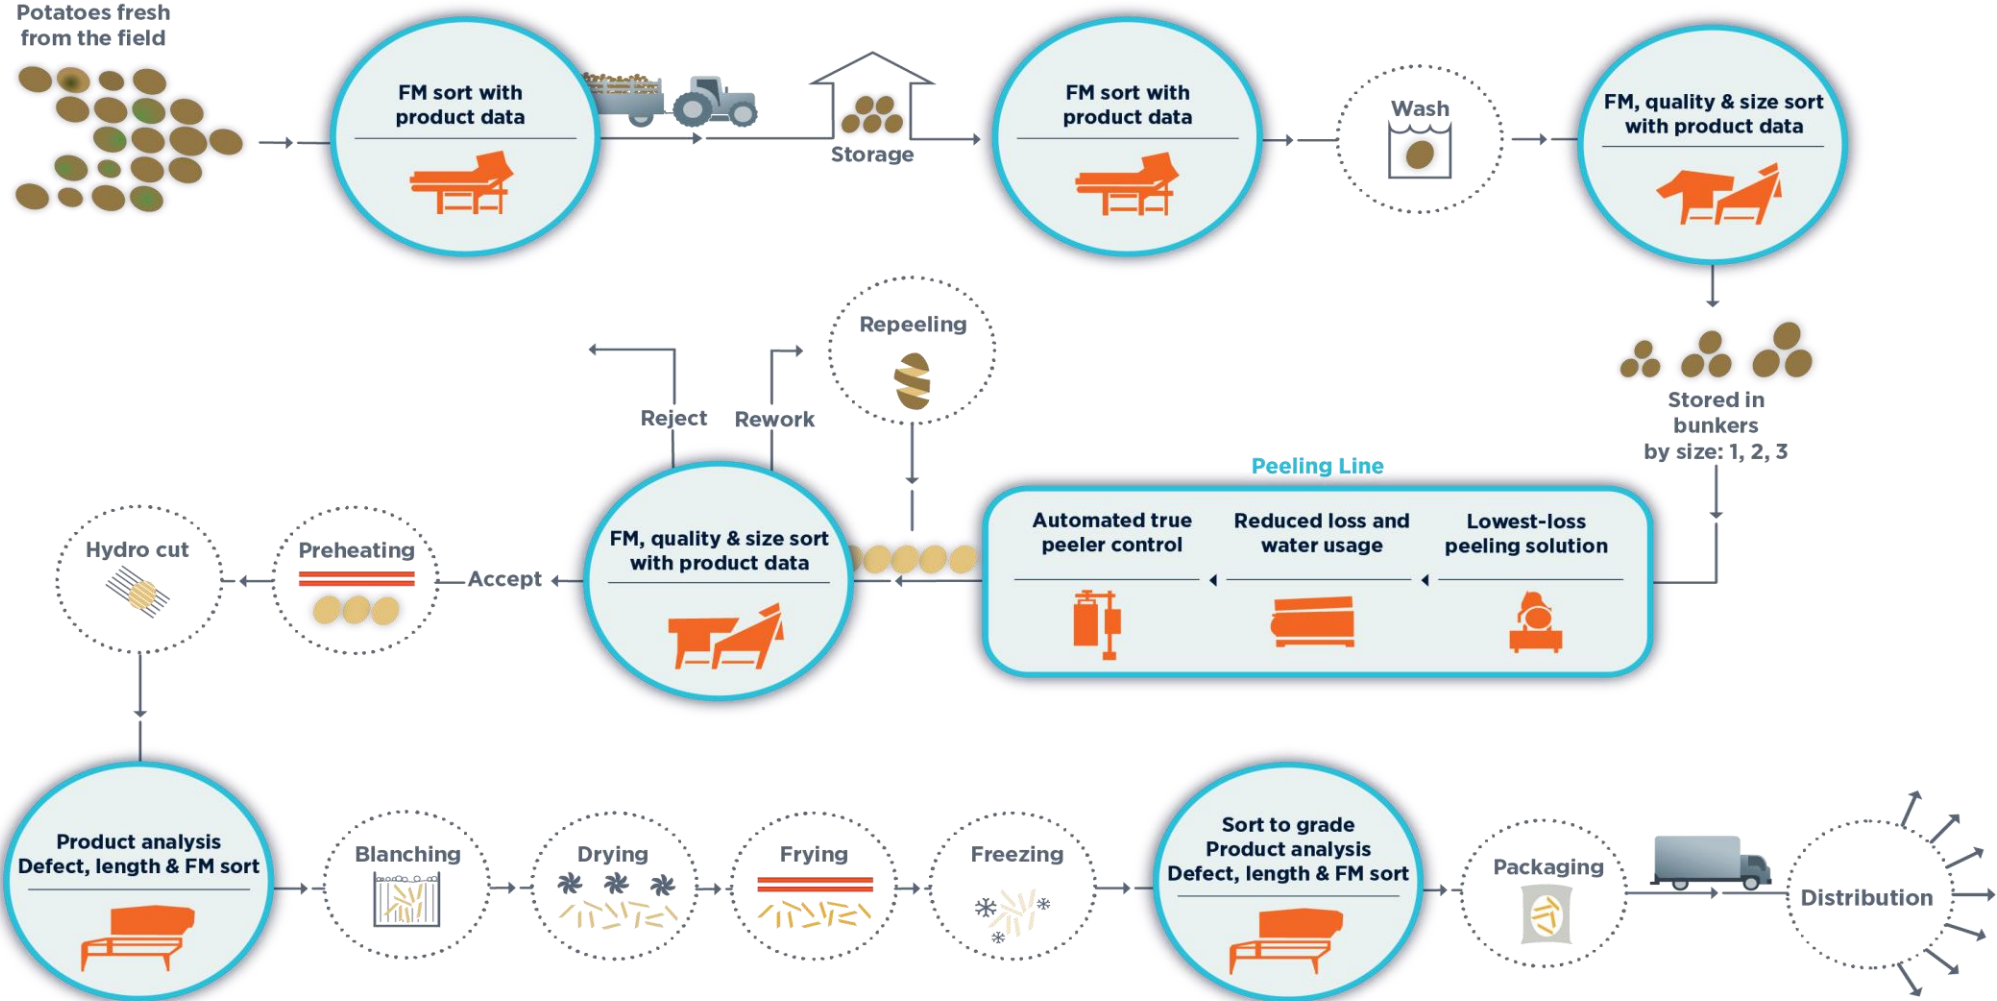 Potatoes fresh
from the field
FM sort with
product data
Storage
FM sort with
product data
Wash
FM, quality & size sort
with product data
Stored in
bunkers
by size: 1, 2, 3
Peeling Line
Lowest-loss
peeling solution
Reduced loss and
water usage
Automated true
peeler control
Repeeling
Reject
Rework
FM, quality & size sort
with product data
Accept
Preheating
Hydro cut
Product analysis
Defect, length & FM sort
Blanching
Drying
Frying
Freezing
Sort to grade
Product analysis
Defect, length & FM sort
Packaging
Distribution